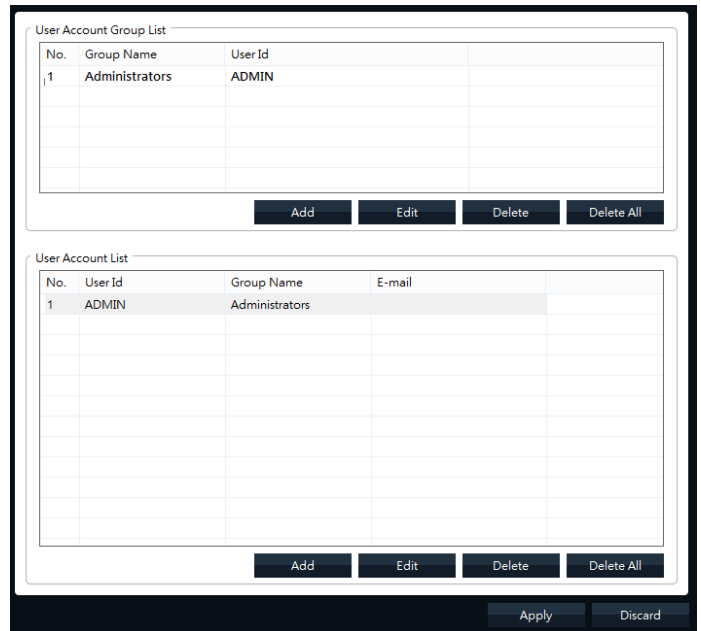 User Account Group List
No. Group Name User Id
1 Administrators ADMIN
Add Edit Delete Delete All
User Account List
No. User Id Group Name E-mail
1 ADMIN Administrators
Add Edit Delete Delete All
Apply Discard